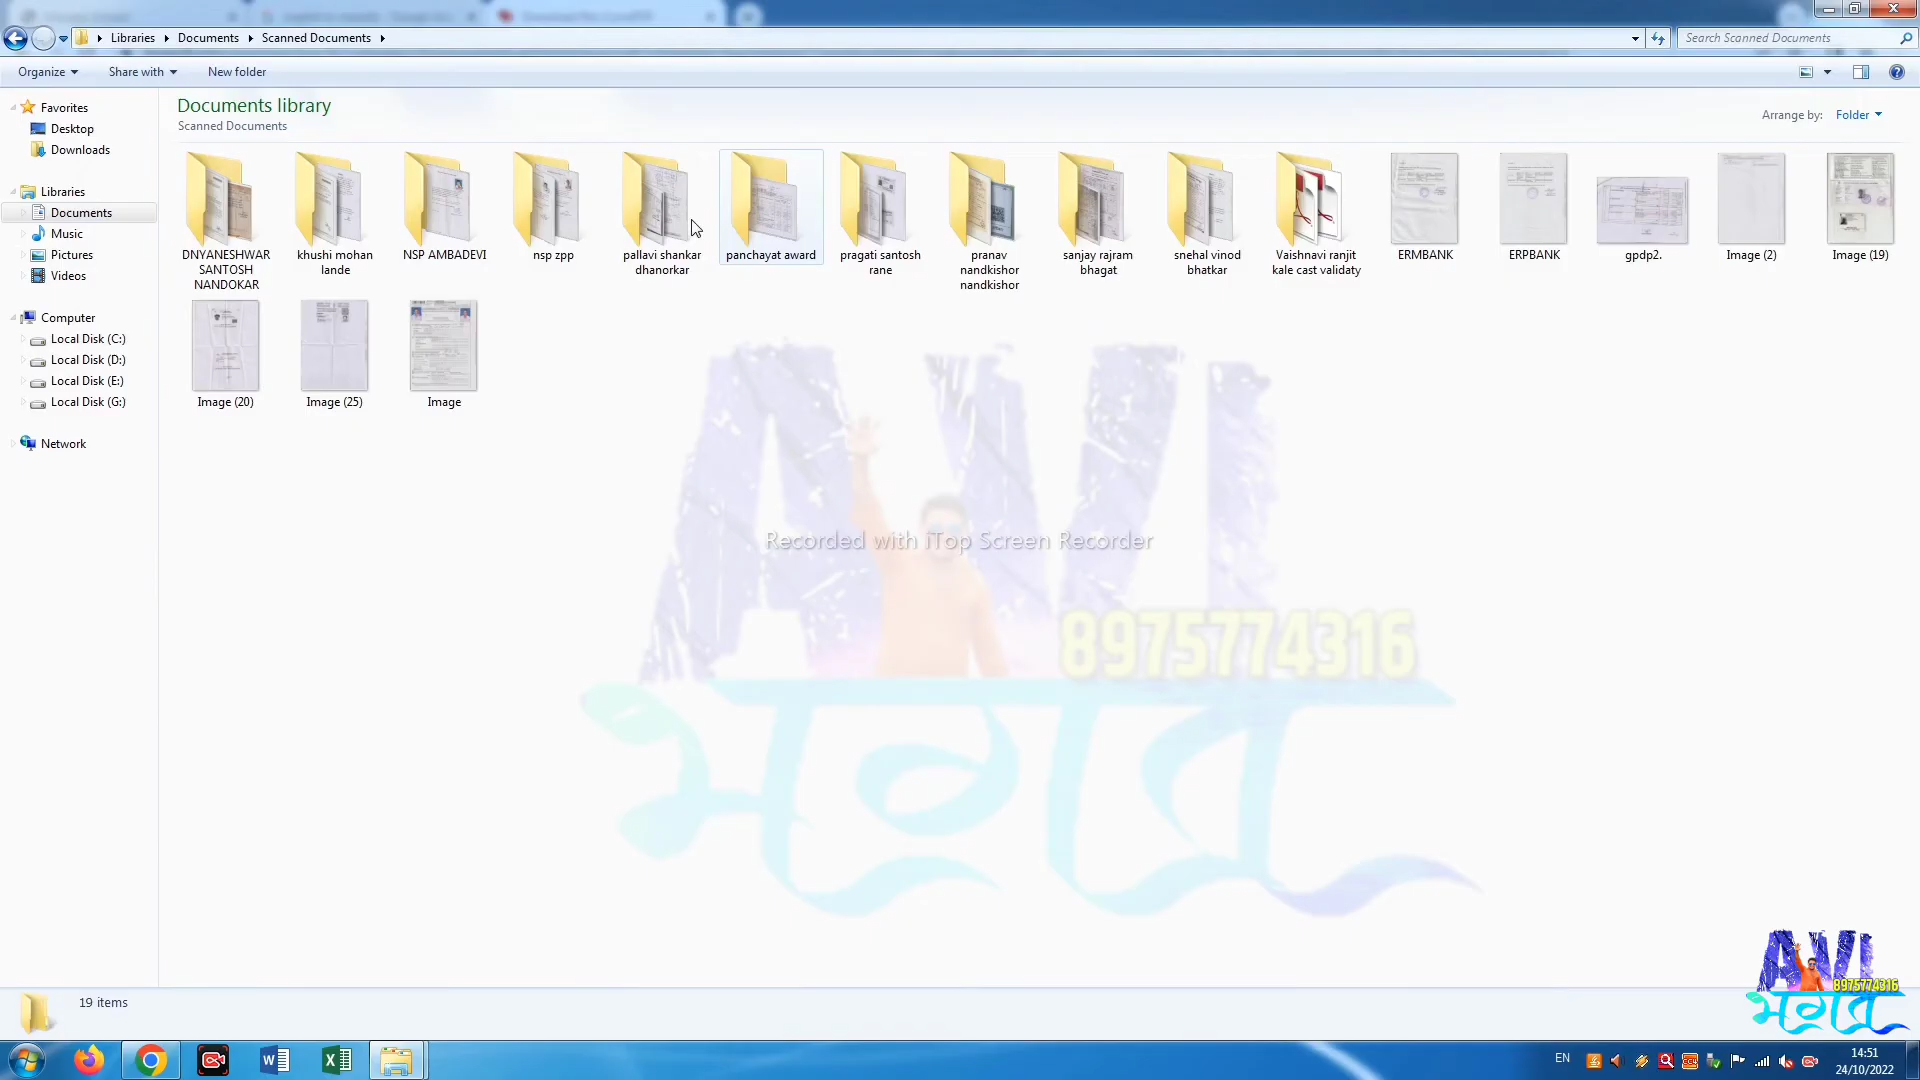 Libraries Documents Scanned Documents
Search Scanned Documents
Organize Share with New folder
Favorites
Desktop
Downloads
Libraries
Documents
Music
Pictures
Videos
Computer
Local Disk (C:)
Local Disk (D:)
Local Disk (E:)
Local Disk (G:)
Network
Documents library
Scanned Documents
Arrange by: Folder
DNYANESHWAR SANTOSH NANDOKAR
khushi mohan lande
NSP AMBADEVI
nsp zpp
pallavi shankar dhanorkar
panchayat award
pragati santosh rane
pranav nandkishor nandkishor
sanjay rajram bhagat
snehal vinod bhatkar
Vaishnavi ranjit kale cast validaty
ERMBANK
ERPBANK
gpdp2.
Image (2)
Image (19)
Image (20)
Image (25)
Image
AVI
Recorded with iTop Screen Recorder
8975774316
भगत
19 items
AVI
8975774316
भगत
EN
14:51
24/10/2022